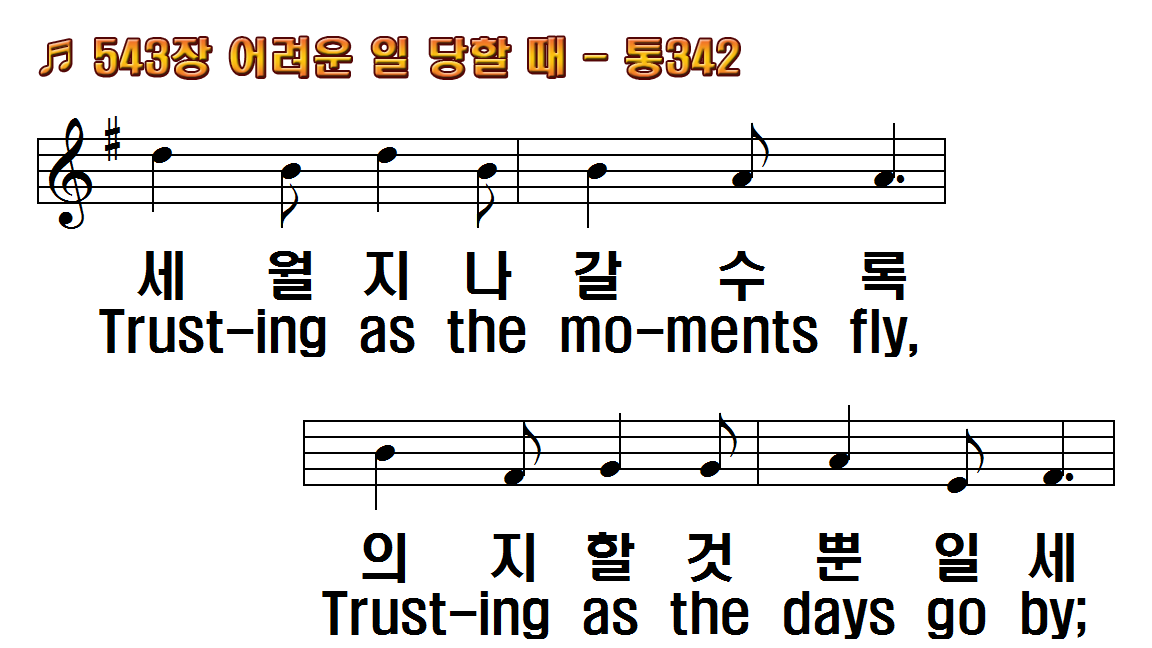 ♬ 543장 어려운 일 당할 때 - 통342
세 월 지 나 갈 수 록
Trust-ing as the mo-ments fly,
의 지 할 것 뿐 일 세
Trust-ing as the days go by;